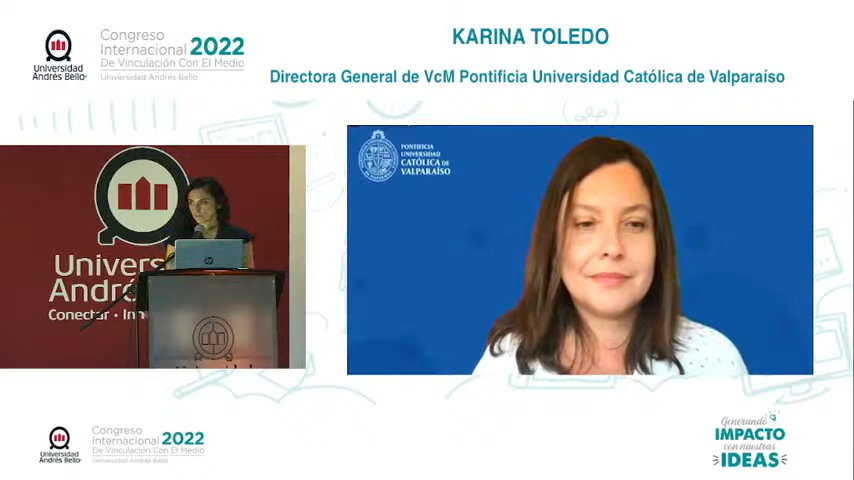 Universidad
Andrés Bello
Congreso
Internacional 2022
De Vinculación Con El Medio
Universidad Andrés Bello
KARINA TOLEDO
Directora General de VcM Pontificia Universidad Católica de Valparaíso
Univers
André
Conectar · Inn
hp
PONTIFICIA
UNIVERSIDAD
CATÓLICA DE
VALPARAÍSO
Universidad
Andrés Bello
Congreso
Internacional 2022
De Vinculación Con El Medio
Universidad Andrés Bello
Generando
IMPACTO
con nuestras
IDEAS